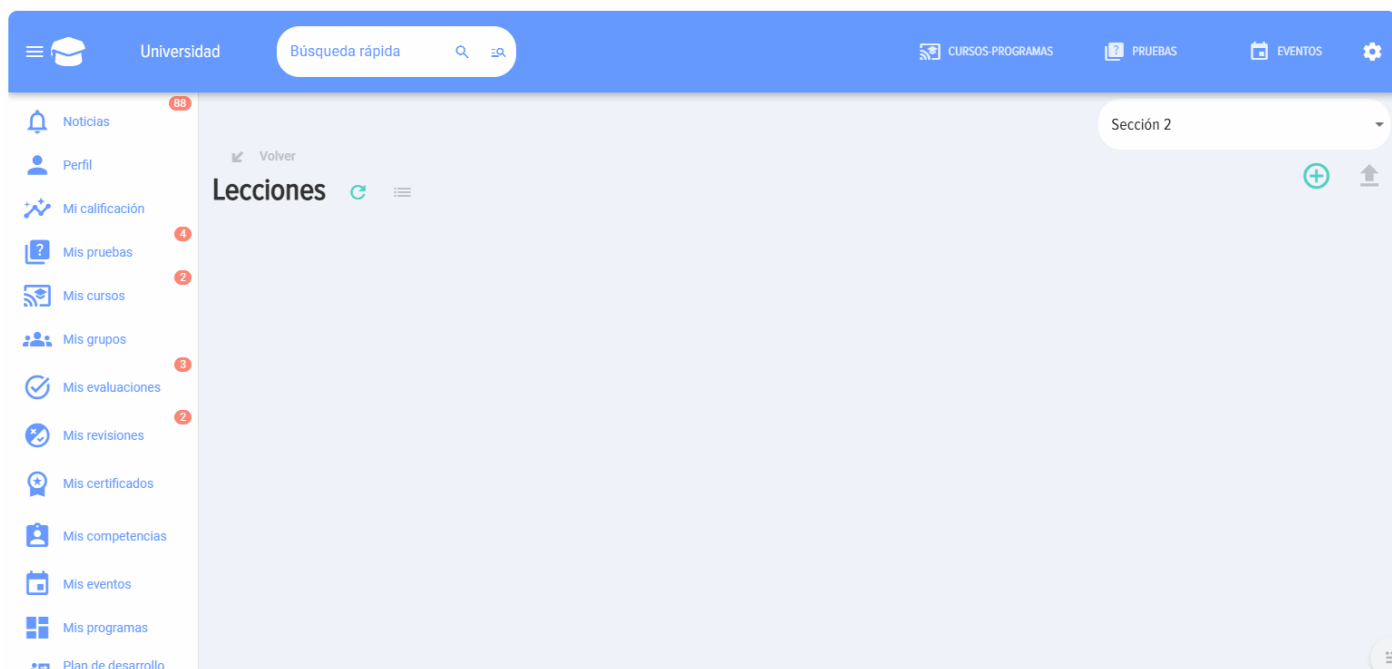 Universidad
Búsqueda rápida
CURSOS-PROGRAMAS
PRUEBAS
EVENTOS
88
Noticias
Perfil
Mi calificación
4
Mis pruebas
2
Mis cursos
Mis grupos
3
Mis evaluaciones
2
Mis revisiones
Mis certificados
Mis competencias
Mis eventos
Mis programas
Plan de desarrollo
Sección 2
Volver
Lecciones